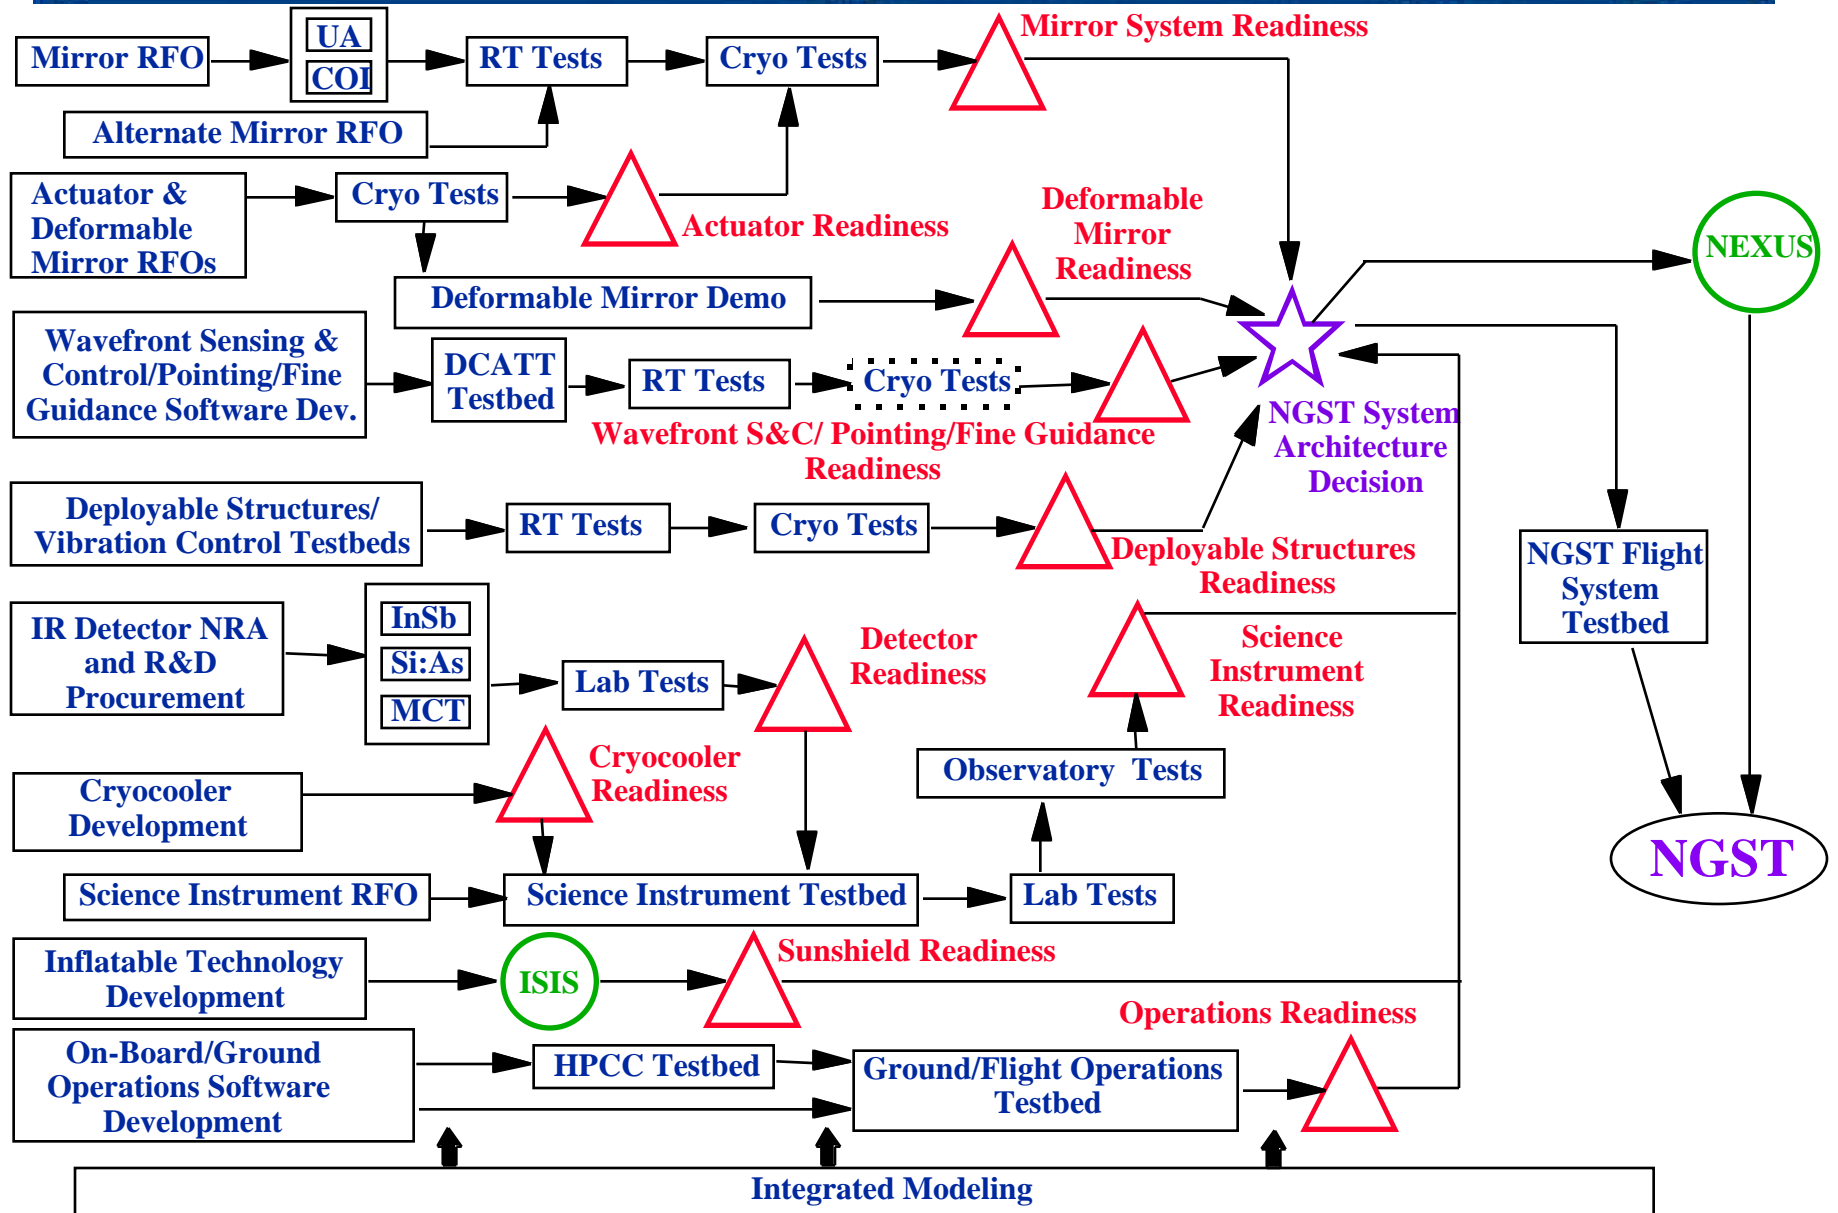 Mirror System Readiness
Mirror RFO
UA
COI
RT Tests
Cryo Tests
Alternate Mirror RFO
Actuator &
Deformable
Mirror RFOs
Cryo Tests
Actuator Readiness
Deformable
Mirror
Readiness
NEXUS
Deformable Mirror Demo
Wavefront Sensing &
Control/Pointing/Fine
Guidance Software Dev.
DCATT
Testbed
RT Tests
Cryo Tests
Wavefront S&C/ Pointing/Fine Guidance
Readiness
NGST System
Architecture
Decision
Deployable Structures/
Vibration Control Testbeds
RT Tests
Cryo Tests
Deployable Structures
Readiness
NGST Flight
System
Testbed
IR Detector NRA
and R&D
Procurement
InSb
Si:As
MCT
Lab Tests
Detector
Readiness
Science
Instrument
Readiness
Cryocooler
Readiness
Observatory  Tests
Cryocooler
Development
NGST
Science Instrument RFO
Science Instrument Testbed
Lab Tests
Inflatable Technology
Development
ISIS
Sunshield Readiness
Operations Readiness
On-Board/Ground
Operations Software
Development
HPCC Testbed
Ground/Flight Operations
Testbed
Integrated Modeling